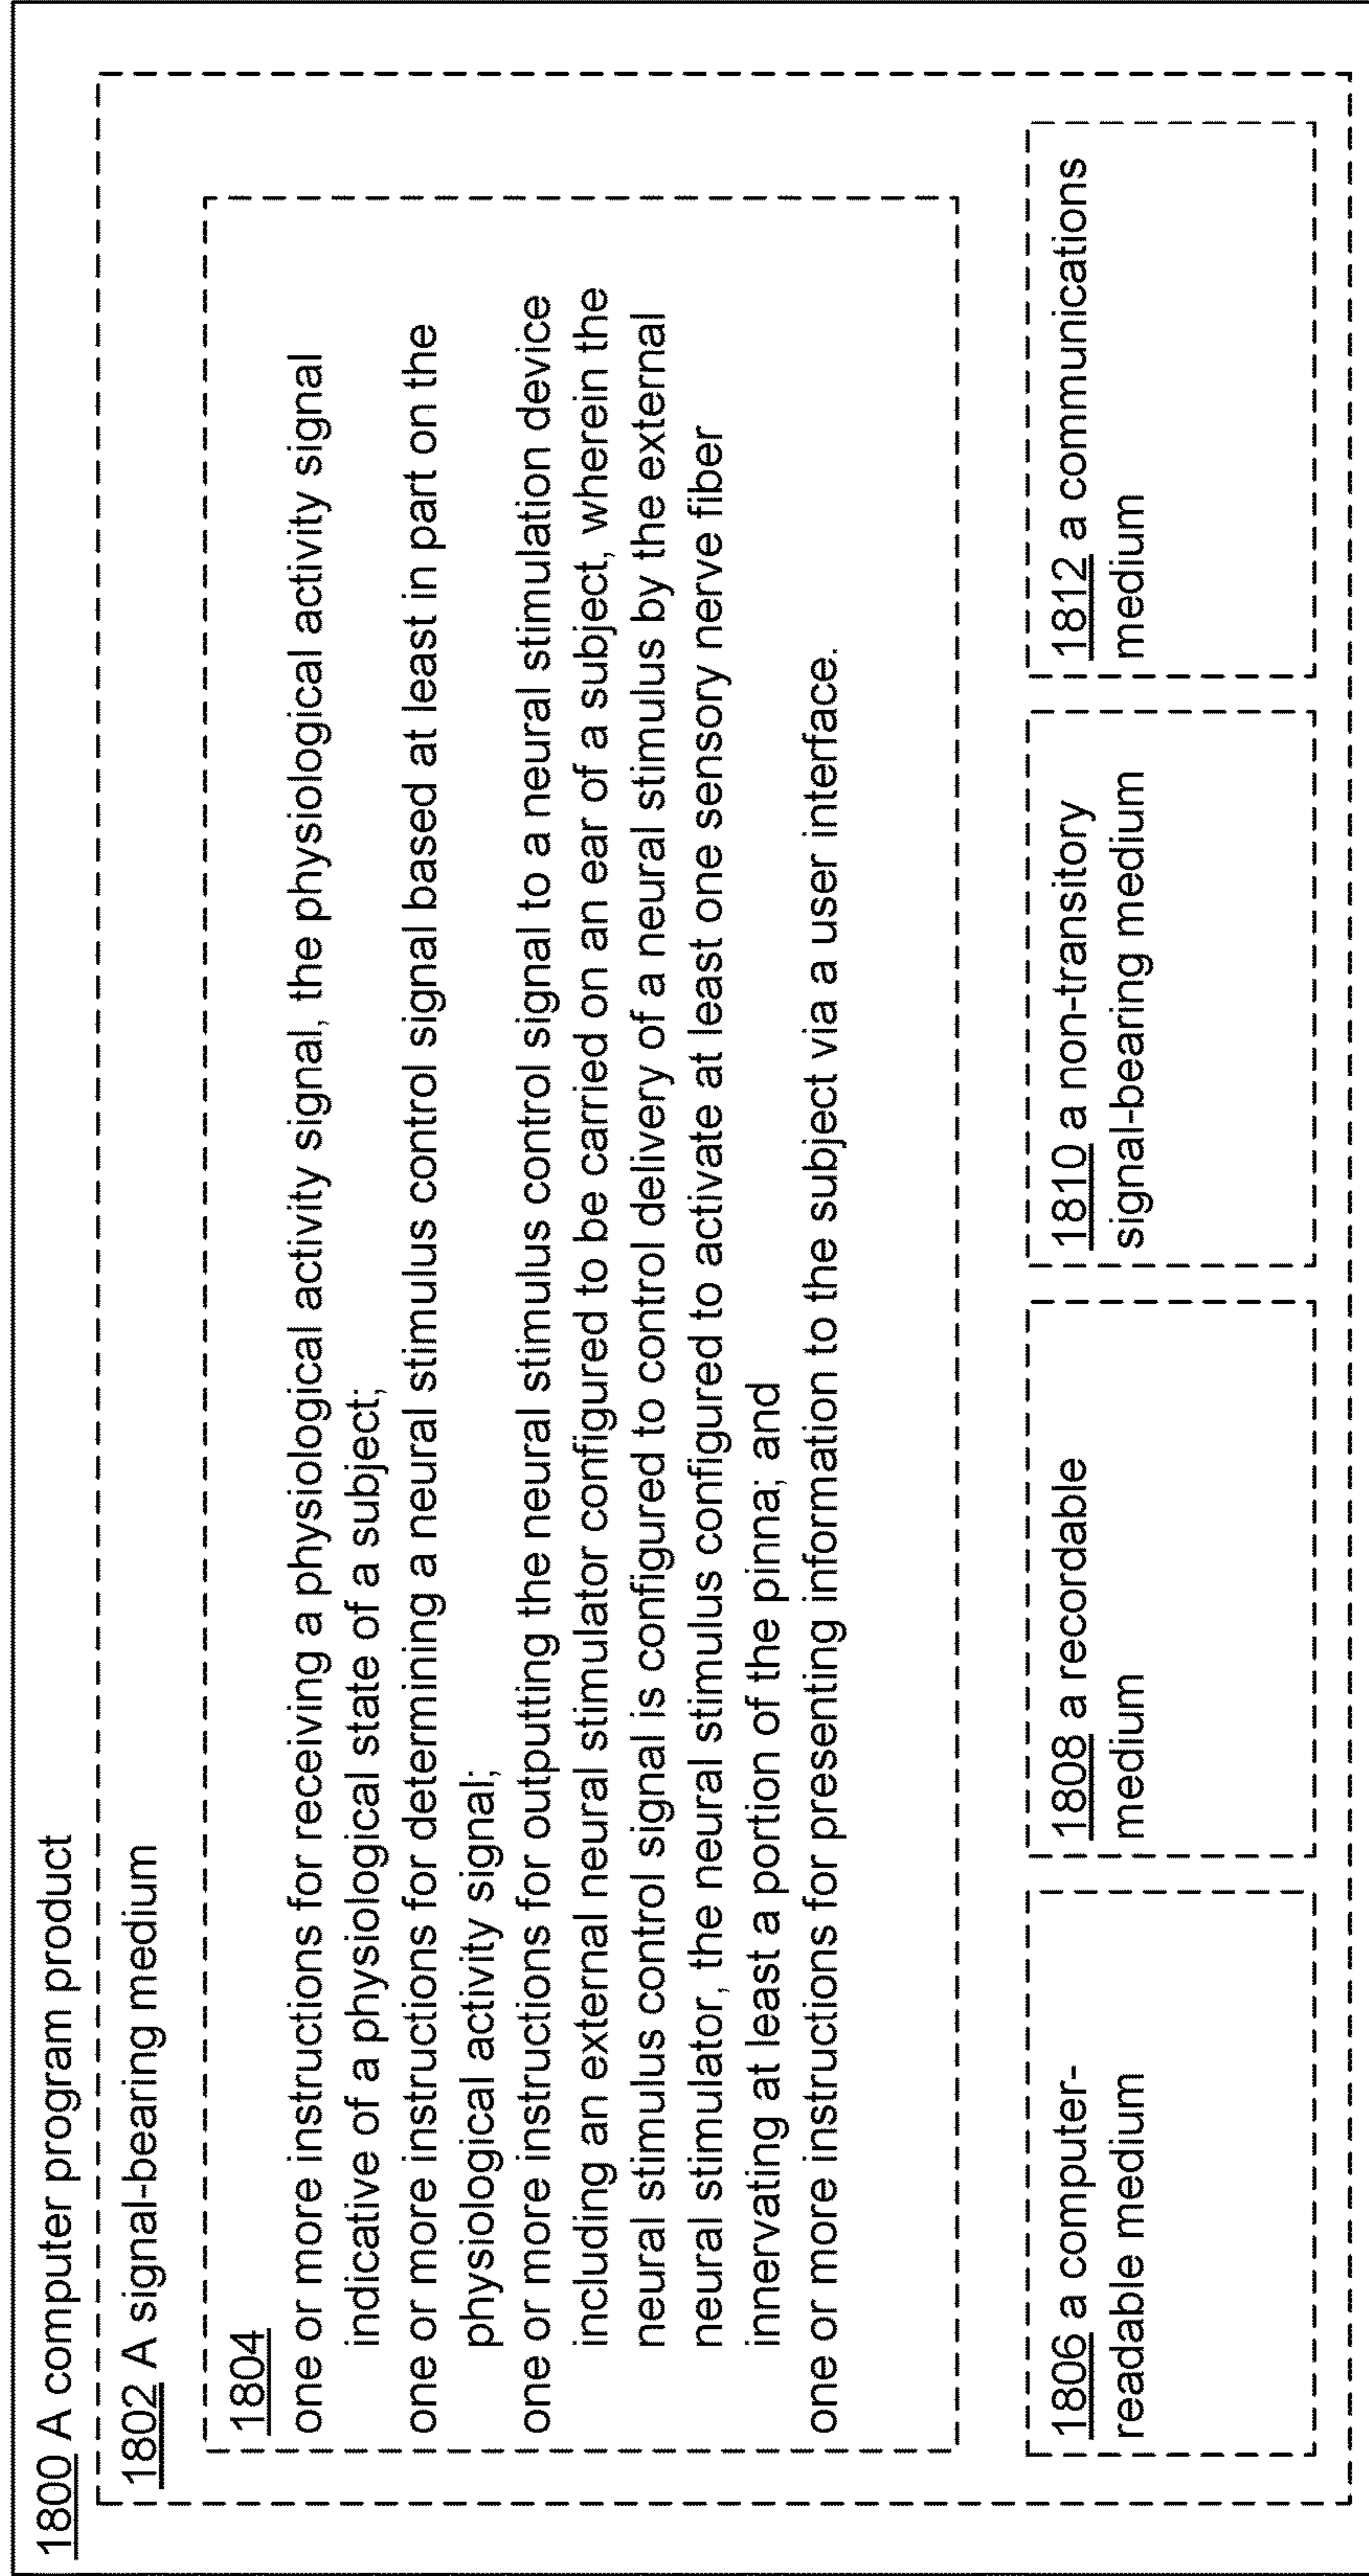 1800 A computer program product
1802 A signal-bearing medium
1804
one or more instructions for receiving a physiological activity signal, the physiological activity signal
indicative of a physiological state of a subject;
one or more instructions for determining a neural stimulus control signal based at least in part on the
physiological activity signal;
one or more instructions for outputting the neural stimulus control signal to a neural stimulation device
including an external neural stimulator configured to be carried on an ear of a subject, wherein the
neural stimulus control signal is configured to control delivery of a neural stimulus by the external
neural stimulator, the neural stimulus configured to activate at least one sensory nerve fiber
innervating at least a portion of the pinna; and
one or more instructions for presenting information to the subject via a user interface.
1806 a computer-
readable medium
1808 a recordable
medium
1810 a non-transitory
signal-bearing medium
1812 a communications
medium